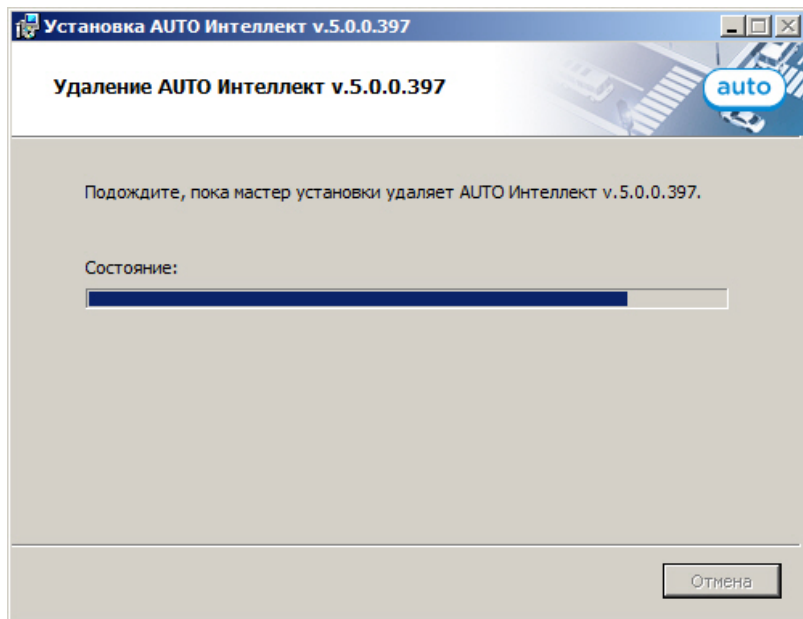 Установка AUTO Интеллект v.5.0.0.397
Удаление AUTO Интеллект v.5.0.0.397
auto
Подождите, пока мастер установки удаляет AUTO Интеллект v.5.0.0.397.
Состояние:
Отмена